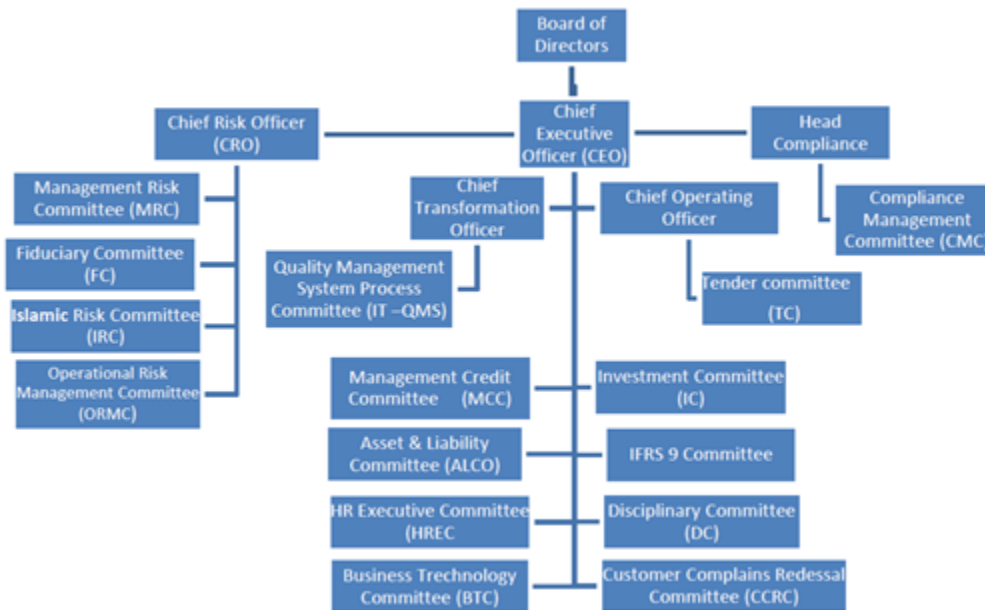 Board of
Directors
Chief Risk Officer
(CRO)
Chief
Executive
Officer (CEO)
Head
Compliance
Management Risk
Committee (MRC)
Chief
Transformation
Officer
Chief Operating
Officer
Compliance
Management
Committee (CMC)
Fiduciary Committee
(FC)
Quality Management
System Process
Committee (IT –QMS)
Tender committee
(TC)
Islamic Risk Committee
(IRC)
Operational Risk
Management Committee
(ORMC)
Management Credit
Committee (MCC)
Investment Committee
(IC)
Asset & Liability
Committee (ALCO)
IFRS 9 Committee
HR Executive Committee
(HREC
Disciplinary Committee
(DC)
Business Trechnology
Committee (BTC)
Customer Complains Redessal
Committee (CCRC)